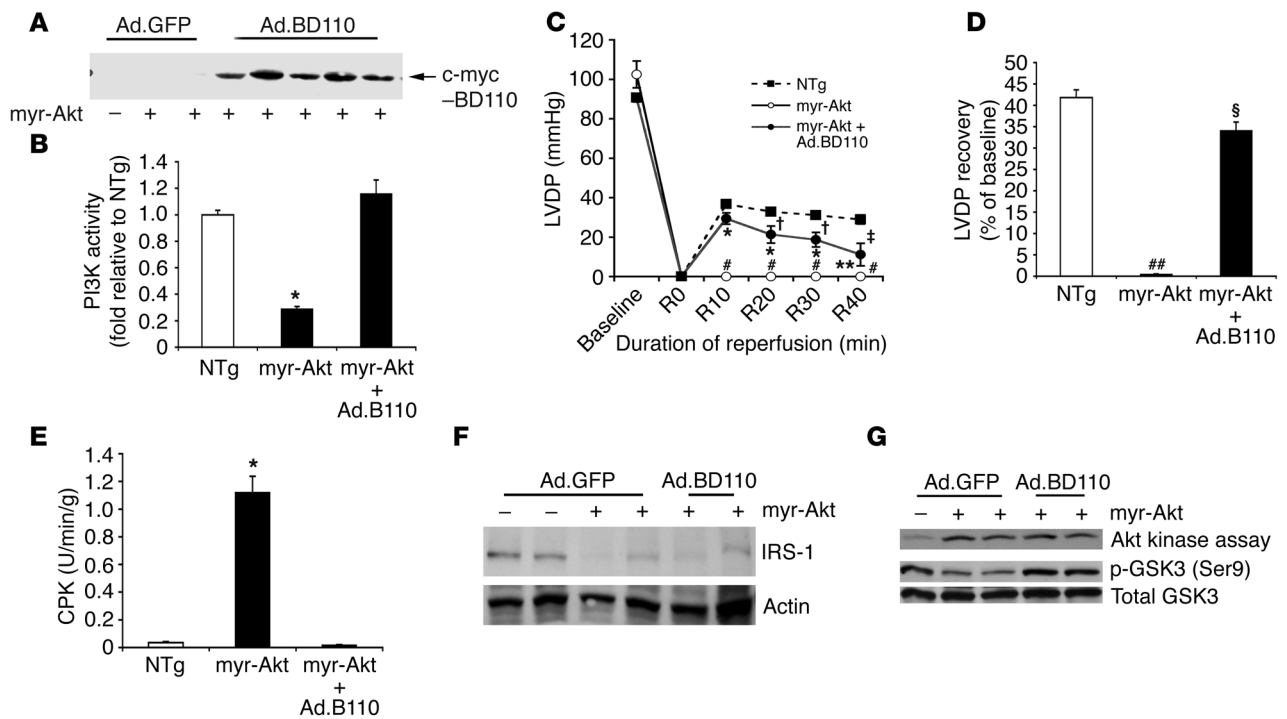 A
Ad.GFP Ad.BD110
c-myc
–BD110
myr-Akt – + + + + + + +
B
PI3K activity
(fold relative to NTg)
1.4
1.2
1.0
0.8
0.6
0.4
0.2
0
*
NTg myr-Akt myr-Akt
+
Ad.B110
C
LVDP (mmHg)
120
100
80
60
40
20
0
NTg
myr-Akt
myr-Akt +
Ad.BD110
* * * **
† † ‡
# # # #
Baseline R0 R10 R20 R30 R40
Duration of reperfusion (min)
D
LVDP recovery
(% of baseline)
50
45
40
35
30
25
20
15
10
5
0
##
§
NTg myr-Akt myr-Akt
+
Ad.B110
E
CPK (U/min/g)
1.4
1.2
1.0
0.8
0.6
0.4
0.2
0
*
NTg myr-Akt myr-Akt
+
Ad.B110
F
Ad.GFP Ad.BD110
– – + + + + myr-Akt
IRS-1
Actin
G
Ad.GFP Ad.BD110
– + + + + myr-Akt
Akt kinase assay
p-GSK3 (Ser9)
Total GSK3